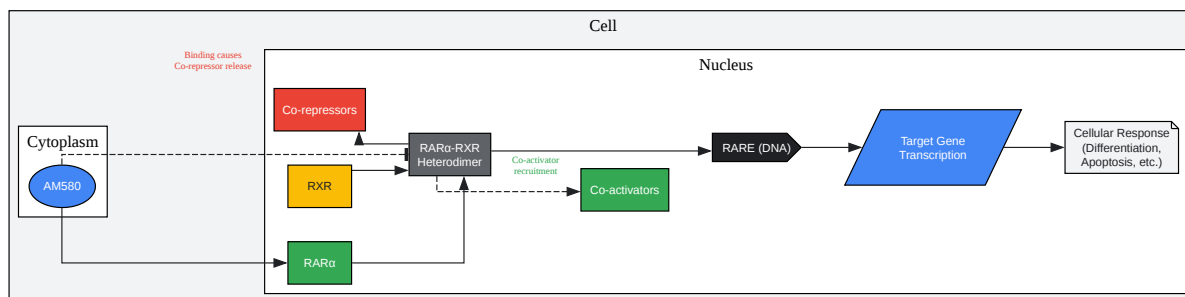 Cell
Binding causes
Co-repressor release
Nucleus
Co-repressors
Cytoplasm
AM580
RARα-RXR
Heterodimer
RXR
Co-activator
recruitment
Co-activators
RARα
RARE (DNA)
Target Gene
Transcription
Cellular Response
(Differentiation,
Apoptosis, etc.)